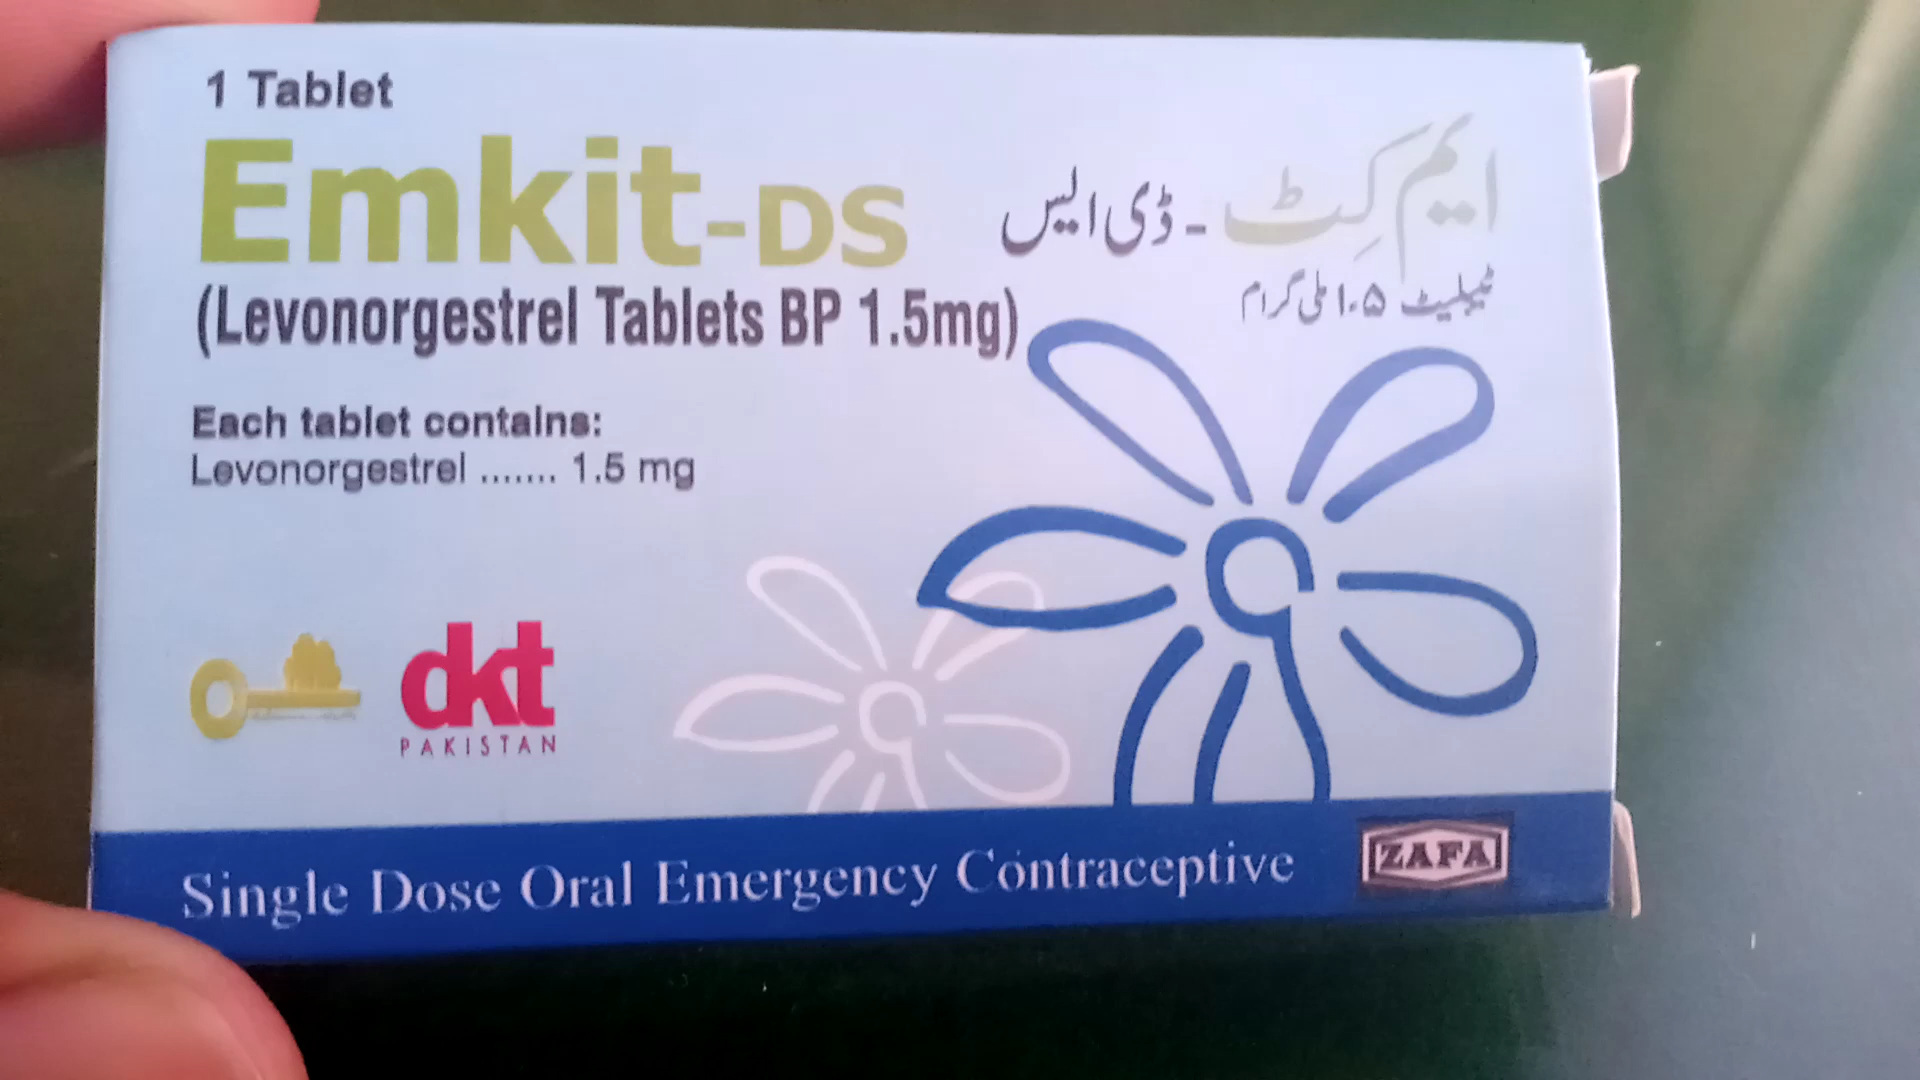 1 Tablet
Emkit-DS
ایم کِٹ - ڈی ایس
(Levonorgestrel Tablets BP 1.5mg)
ٹیبلیٹ ۱.۵ ملی گرام
Each tablet contains:
Levonorgestrel ....... 1.5 mg
dkt
PAKISTAN
Single Dose Oral Emergency Contraceptive
ZAFA